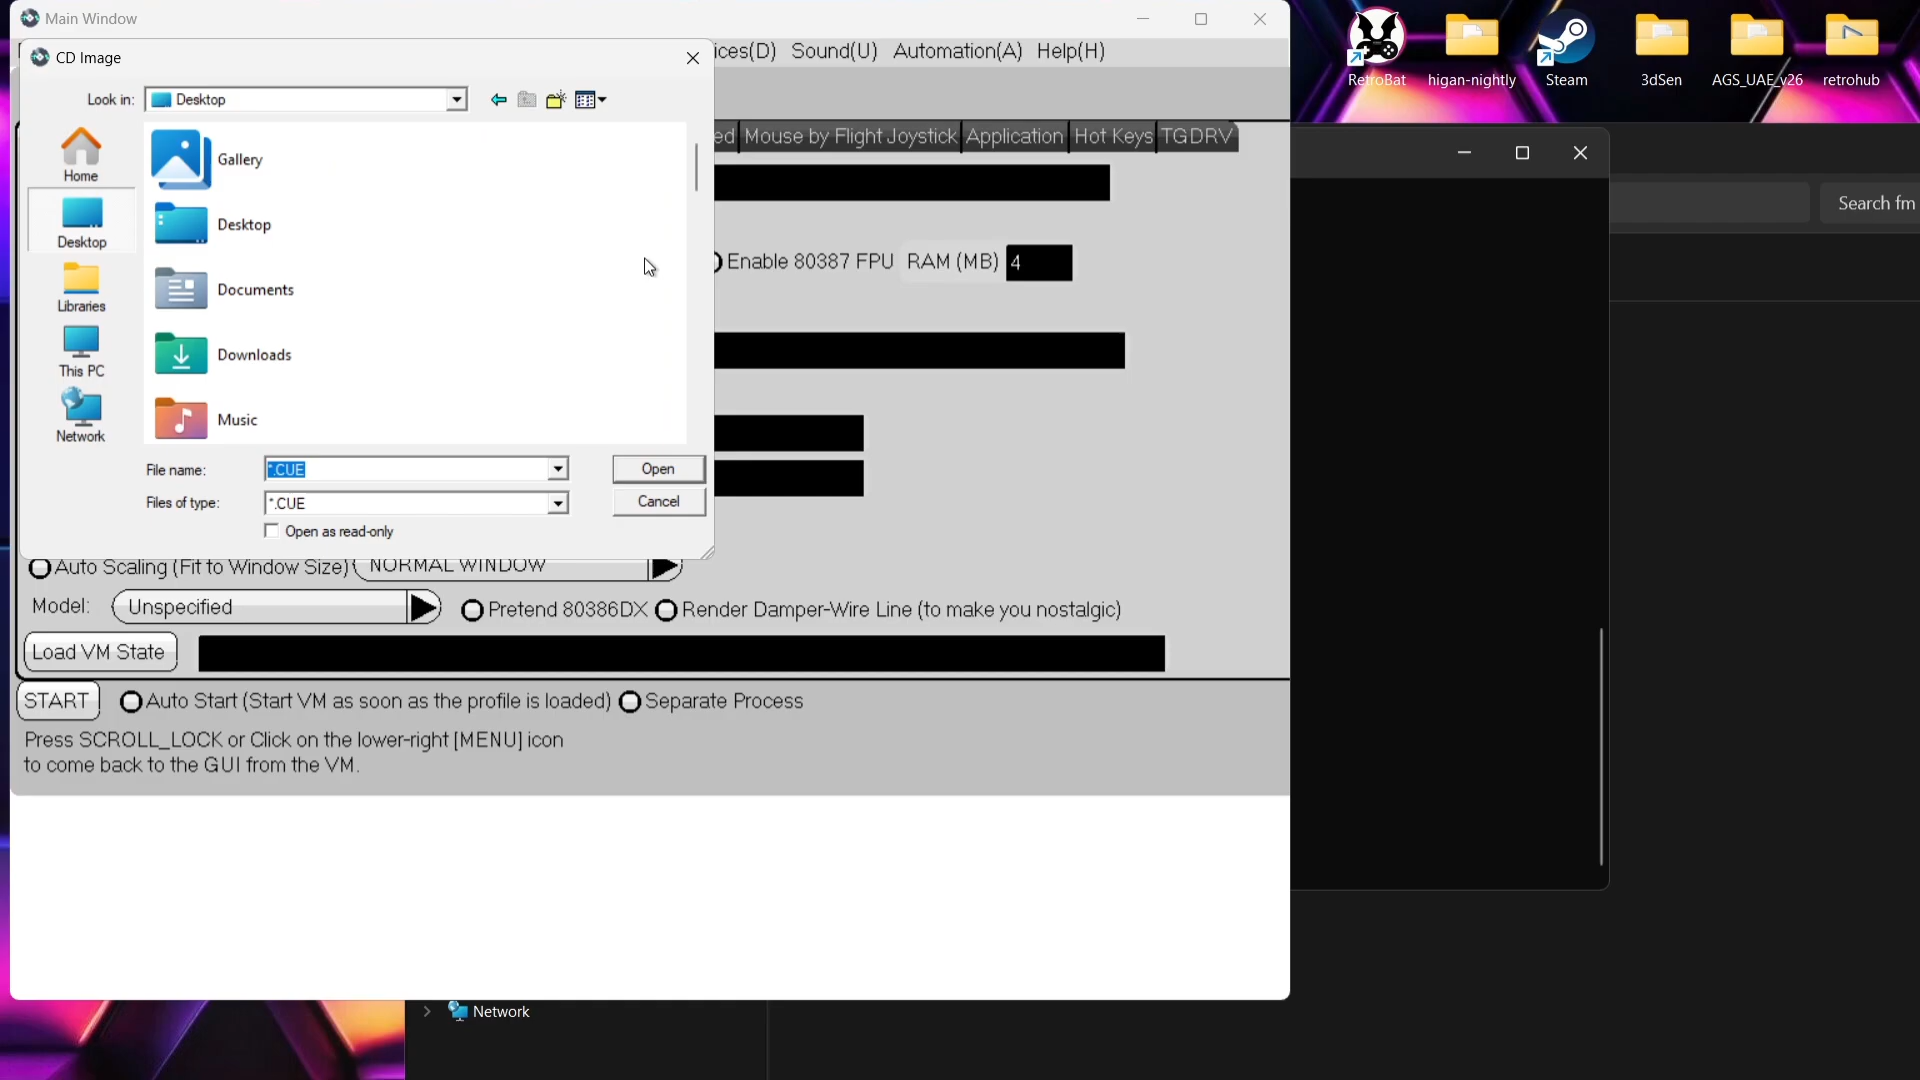 Main Window
CD Image
ices(D) Sound(U) Automation(A) Help(H)
Look in: Desktop
Home
Desktop
Libraries
This PC
Network
Gallery
Desktop
Documents
Downloads
Music
File name: *.CUE
Open
Files of type: *.CUE
Cancel
Open as read-only
ed Mouse by Flight Joystick Application Hot Keys TGDRV
Enable 80387 FPU RAM (MB) 4
Auto Scaling (Fit to Window Size) NORMAL WINDOW
Model: Unspecified Pretend 80386DX Render Damper-Wire Line (to make you nostalgic)
Load VM State
START Auto Start (Start VM as soon as the profile is loaded) Separate Process
Press SCROLL_LOCK or Click on the lower-right [MENU] icon
to come back to the GUI from the VM.
Network
RetroBat
higan-nightly
Steam
3dSen
AGS_UAE_v26
retrohub
Search fm